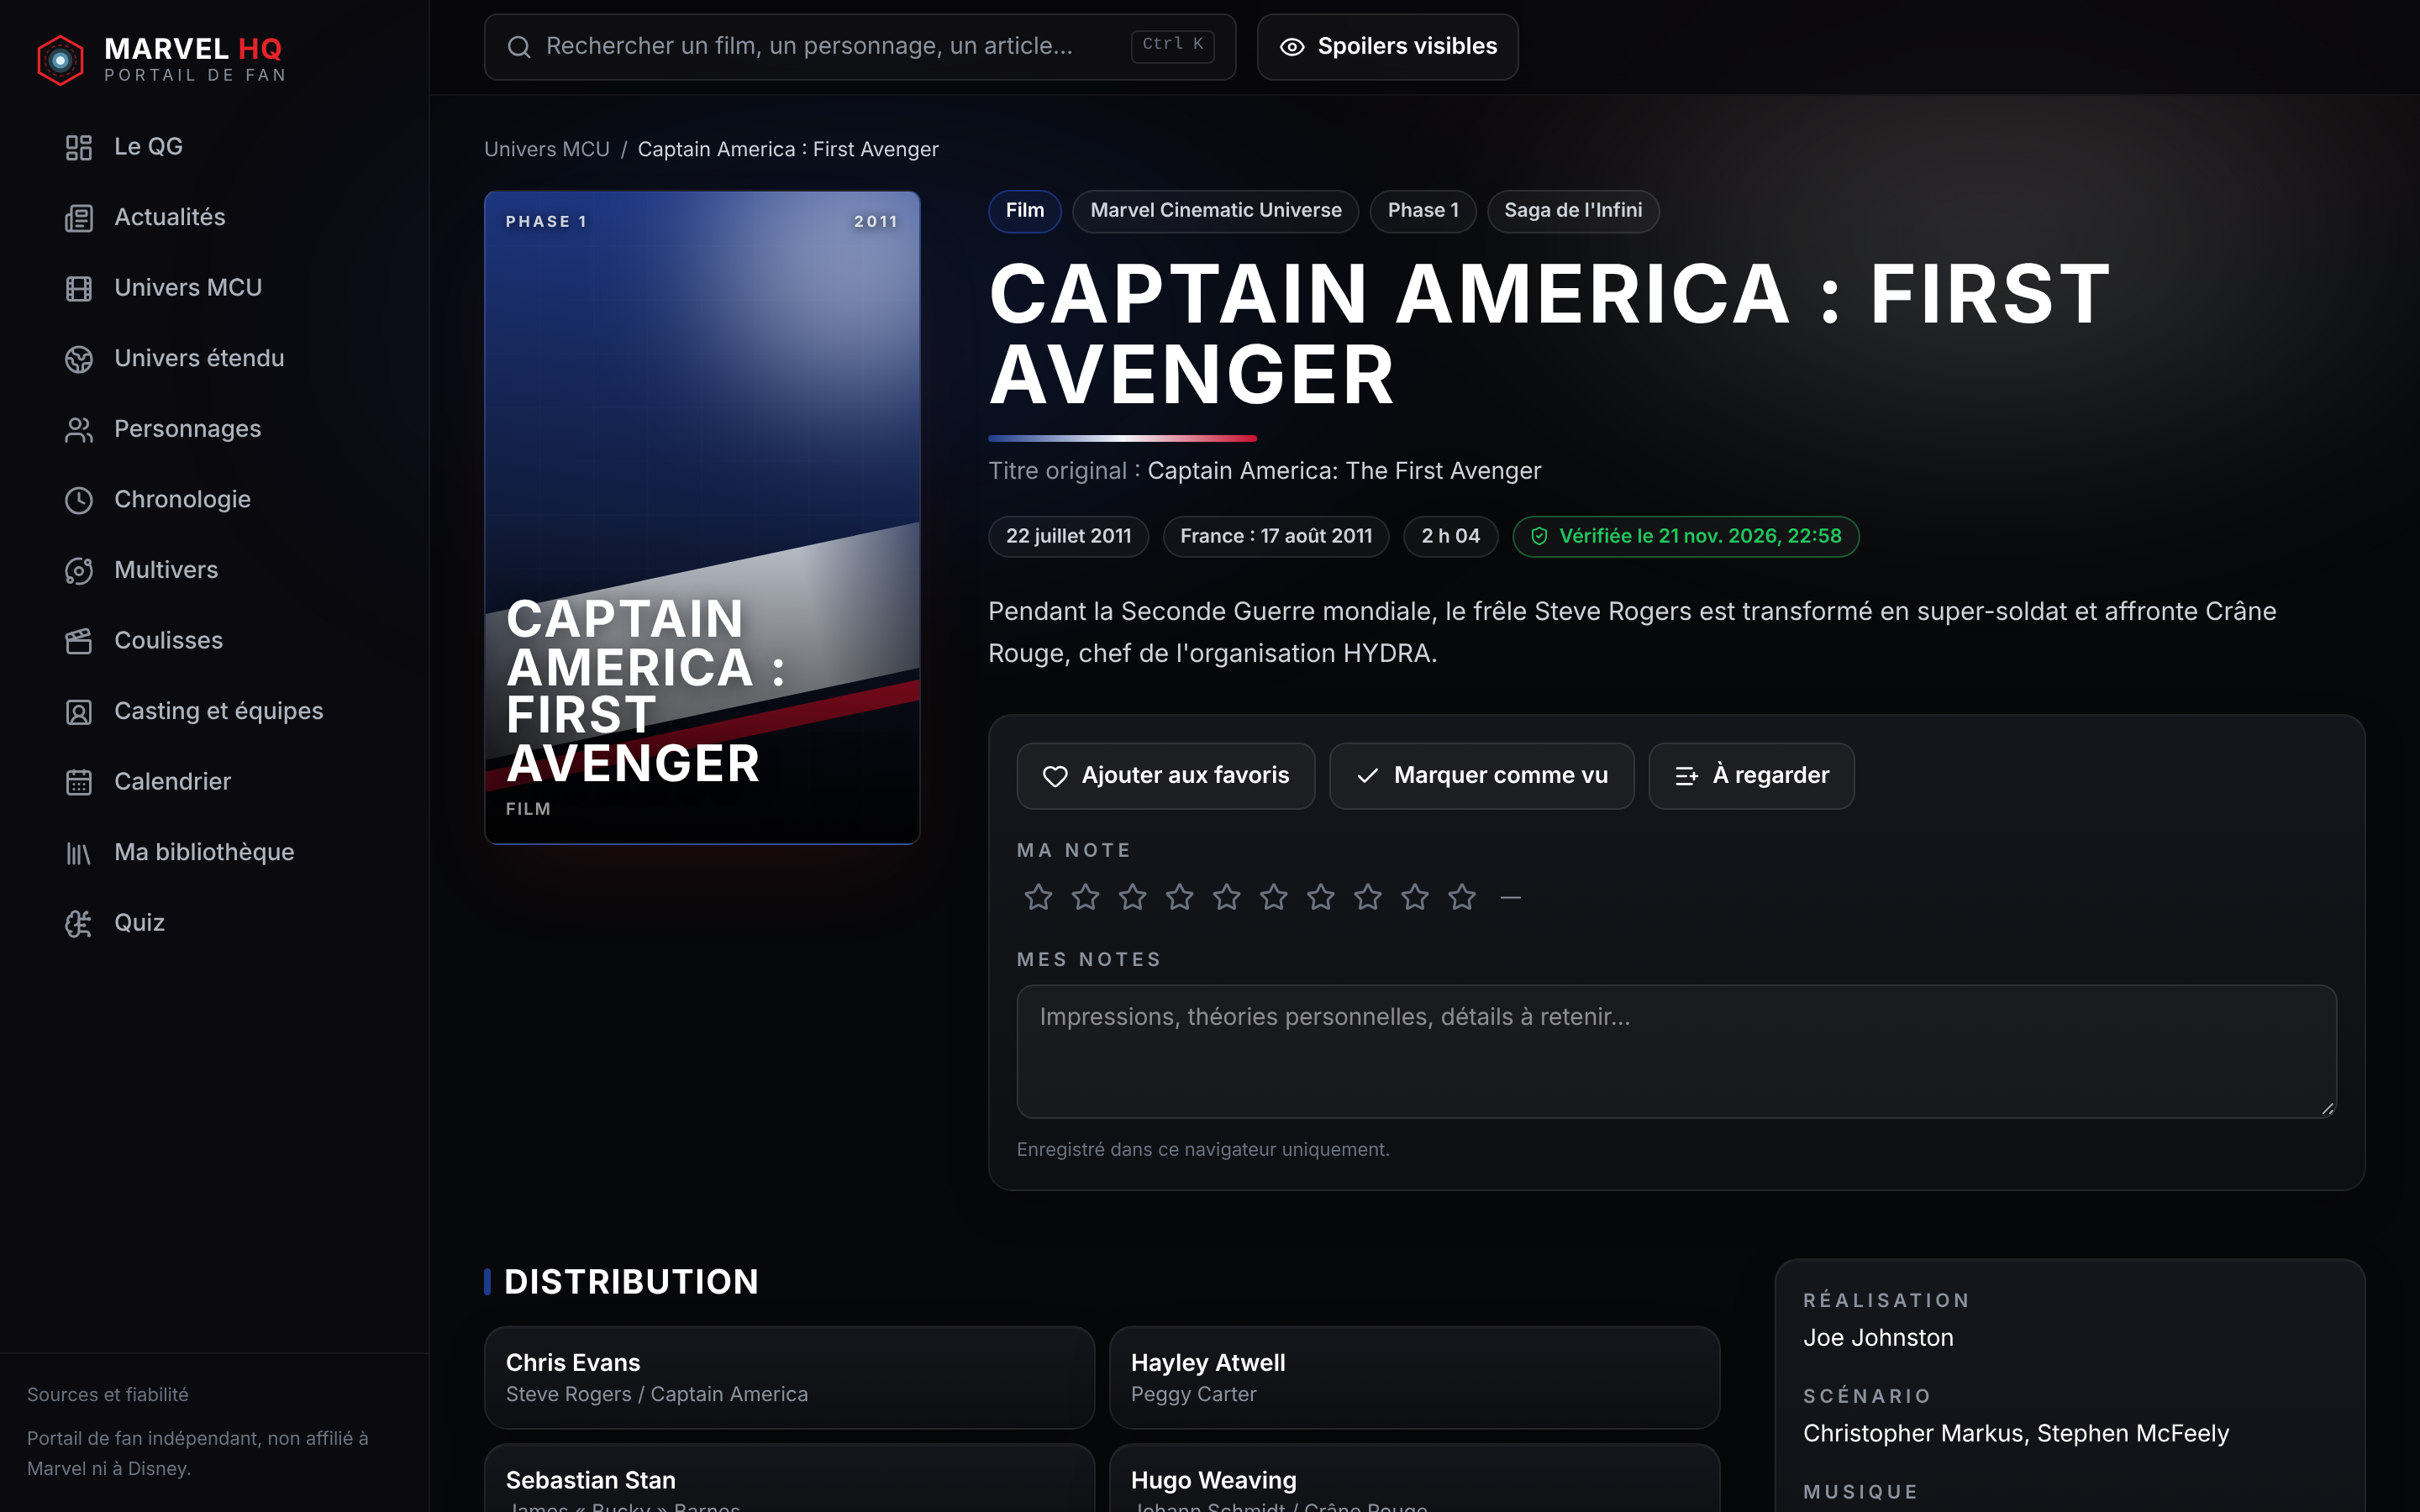 MARVEL HQ
PORTAIL DE FAN
Le QG
Actualités
Univers MCU
Univers étendu
Personnages
Chronologie
Multivers
Coulisses
Casting et équipes
Calendrier
Ma bibliothèque
Quiz
Sources et fiabilité
Portail de fan indépendant, non affilié à
Marvel ni à Disney.
Rechercher un film, un personnage, un article...
Ctrl K
Spoilers visibles
Univers MCU / Captain America : First Avenger
PHASE 1
2011
CAPTAIN
AMERICA :
FIRST
AVENGER
FILM
Film
Marvel Cinematic Universe
Phase 1
Saga de l'Infini
CAPTAIN AMERICA : FIRST
AVENGER
Titre original : Captain America: The First Avenger
22 juillet 2011
France : 17 août 2011
2 h 04
Vérifiée le 21 nov. 2026, 22:58
Pendant la Seconde Guerre mondiale, le frêle Steve Rogers est transformé en super-soldat et affronte Crâne
Rouge, chef de l'organisation HYDRA.
Ajouter aux favoris
Marquer comme vu
À regarder
MA NOTE
—
MES NOTES
Impressions, théories personnelles, détails à retenir...
Enregistré dans ce navigateur uniquement.
DISTRIBUTION
Chris Evans
Steve Rogers / Captain America
Hayley Atwell
Peggy Carter
Sebastian Stan
James « Bucky » Barnes
Hugo Weaving
Johann Schmidt / Crâne Rouge
RÉALISATION
Joe Johnston
SCÉNARIO
Christopher Markus, Stephen McFeely
MUSIQUE